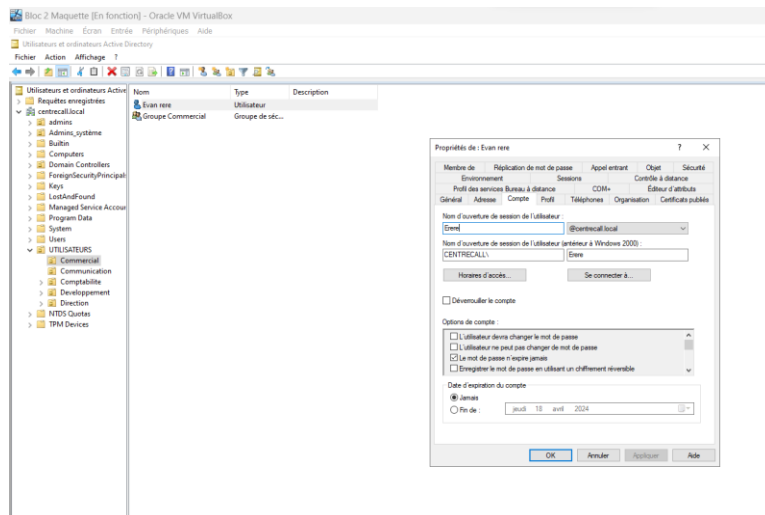 Bloc 2 Maquette [En fonction] - Oracle VM VirtualBox
Fichier Machine Écran Entrée Périphériques Aide
Utilisateurs et ordinateurs Active Directory
Fichier Action Affichage ?
Utilisateurs et ordinateurs Active
Requêtes enregistrées
centrecall.local
admins
Admins_système
Builtin
Computers
Domain Controllers
ForeignSecurityPrincipals
Keys
LostAndFound
Managed Service Accour
Program Data
System
Users
UTILISATEURS
Commercial
Communication
Comptabilite
Developpement
Direction
NTDS Quotas
TPM Devices
Nom Type Description
Evan rere Utilisateur
Groupe Commercial Groupe de séc...
Propriétés de : Evan rere ? X
Membre de Réplication de mot de passe Appel entrant Objet Sécurité
Environnement Sessions Contrôle à distance
Profil des services Bureau à distance COM+ Éditeur d'attributs
Général Adresse Compte Profil Téléphones Organisation Certificats publiés
Nom d'ouverture de session de l'utilisateur :
Erere @centrecall.local
Nom d'ouverture de session de l'utilisateur (antérieur à Windows 2000) :
CENTRECALL\ Erere
Horaires d'accès... Se connecter à...
Déverrouiller le compte
Options de compte :
L'utilisateur devra changer le mot de passe
L'utilisateur ne peut pas changer de mot de passe
Le mot de passe n'expire jamais
Enregistrer le mot de passe en utilisant un chiffrement réversible
Date d'expiration du compte
Jamais
Fin de : jeudi 18 avril 2024
OK Annuler Appliquer Aide